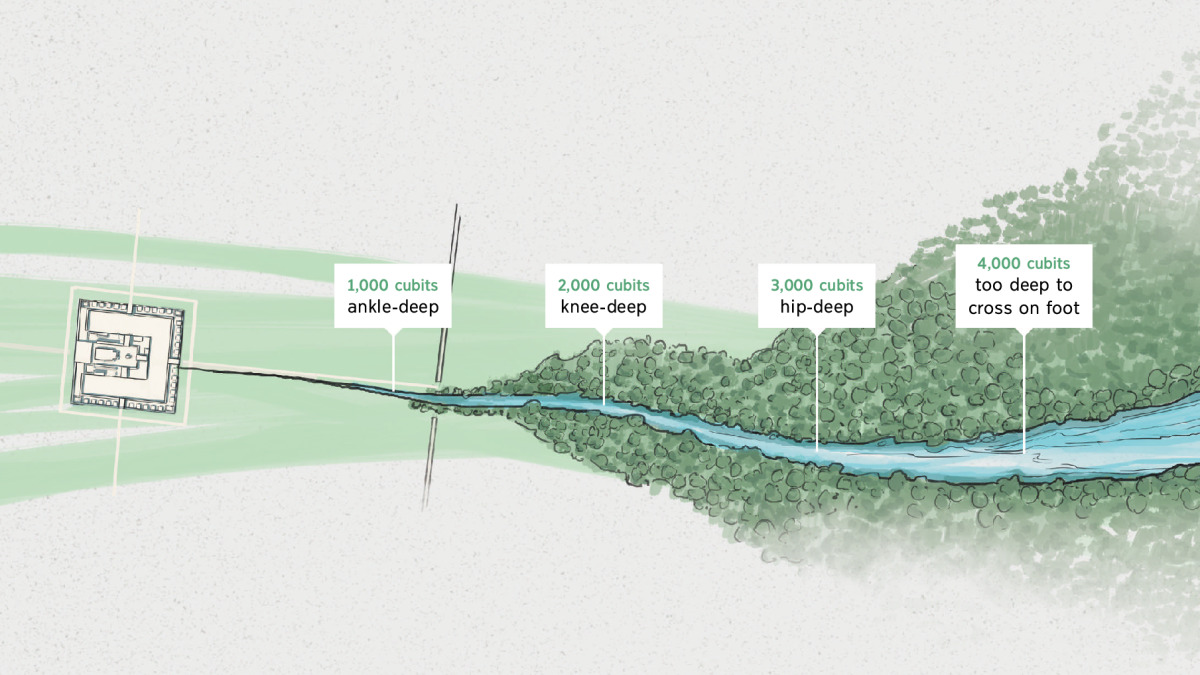 1,000 cubits
ankle-deep
2,000 cubits
knee-deep
3,000 cubits
hip-deep
4,000 cubits
too deep to
cross on foot